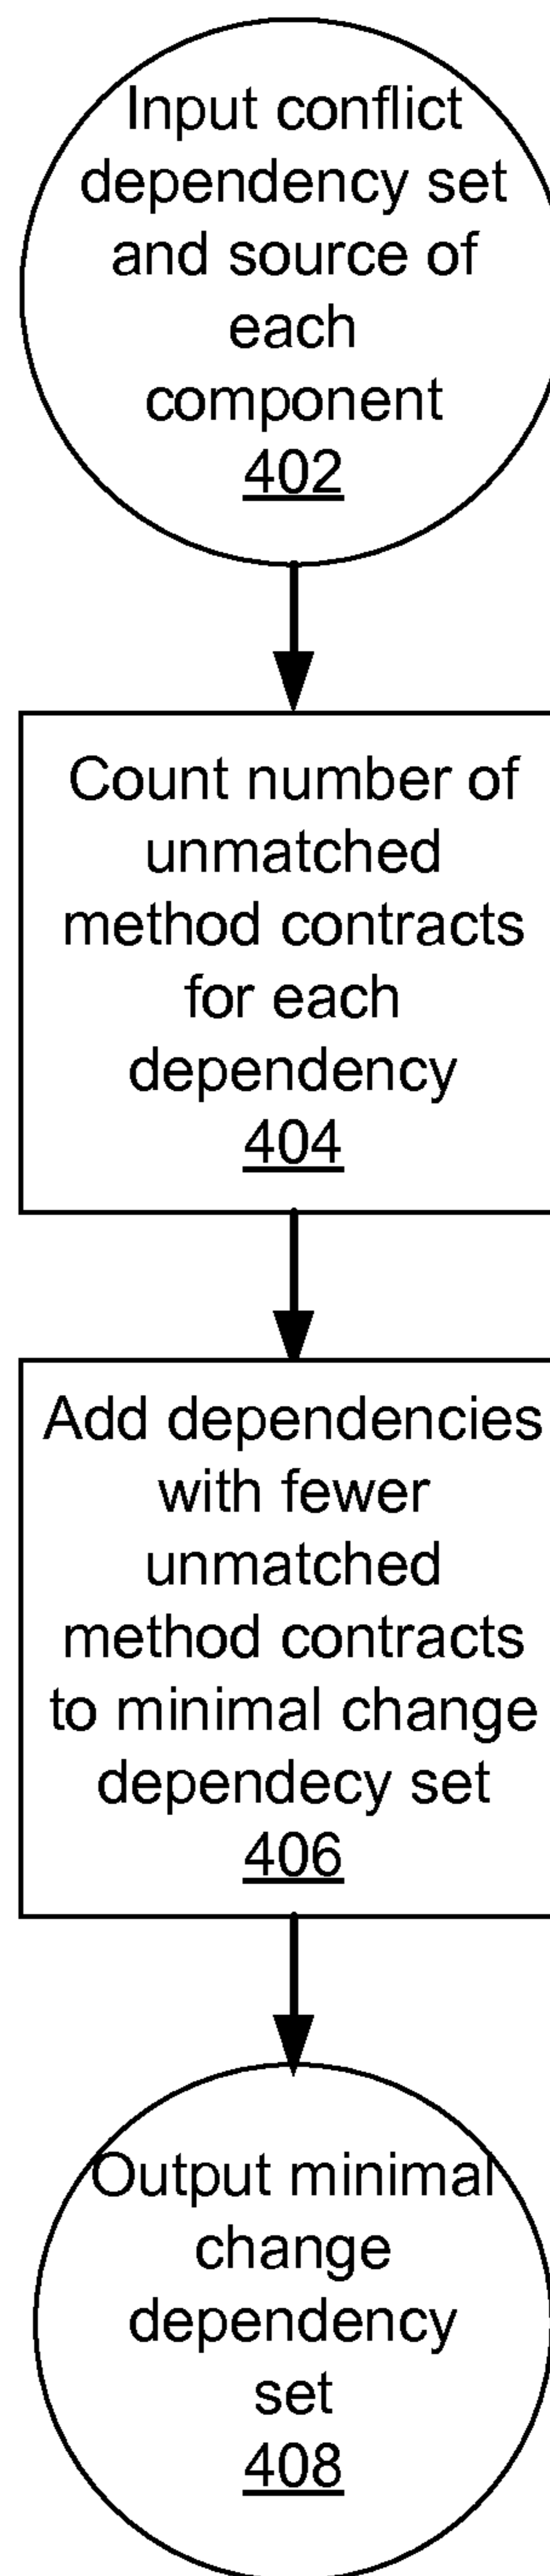 Input conflict
dependency set
and source of
each
component
402
Count number of
unmatched
method contracts
for each
dependency
404
Add dependencies
with fewer
unmatched
method contracts
to minimal change
dependecy set
406
Output minimal
change
dependency
set
408